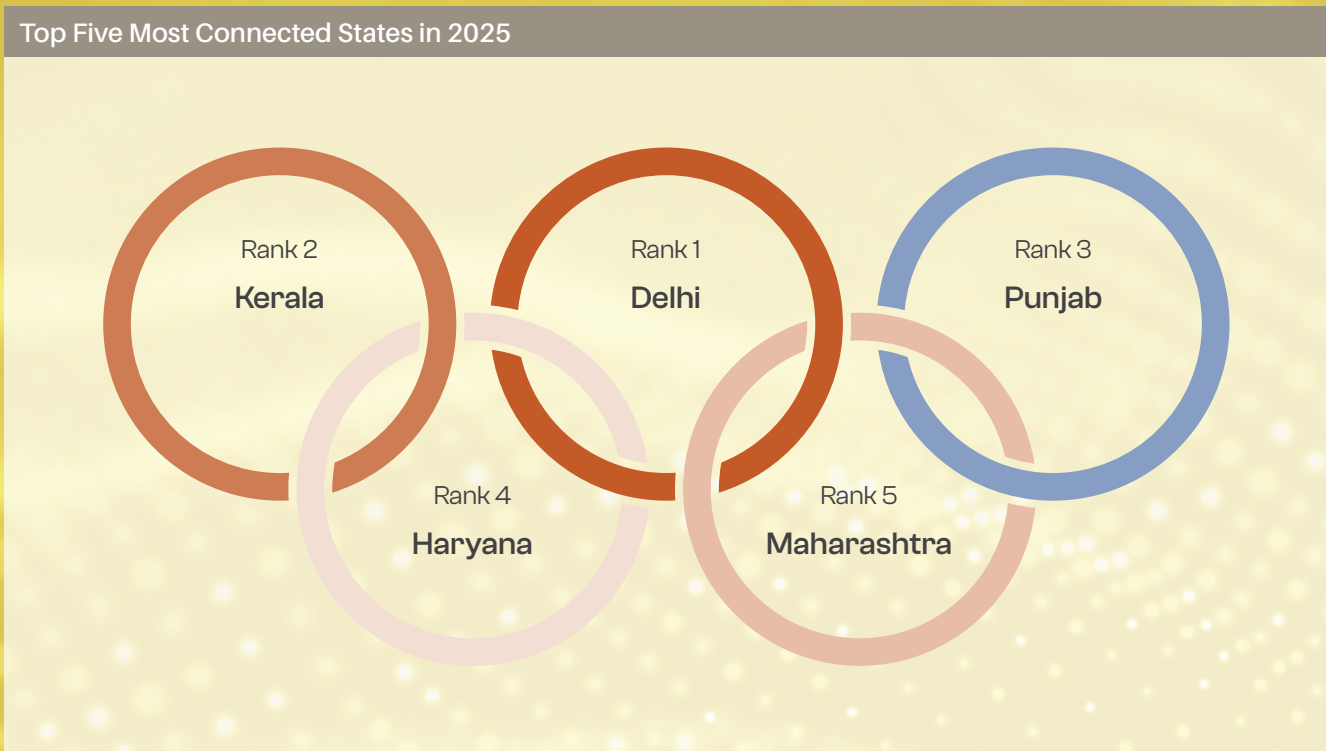 Top Five Most Connected States in 2025
Rank 2
Kerala
Rank 1
Delhi
Rank 3
Punjab
Rank 4
Haryana
Rank 5
Maharashtra